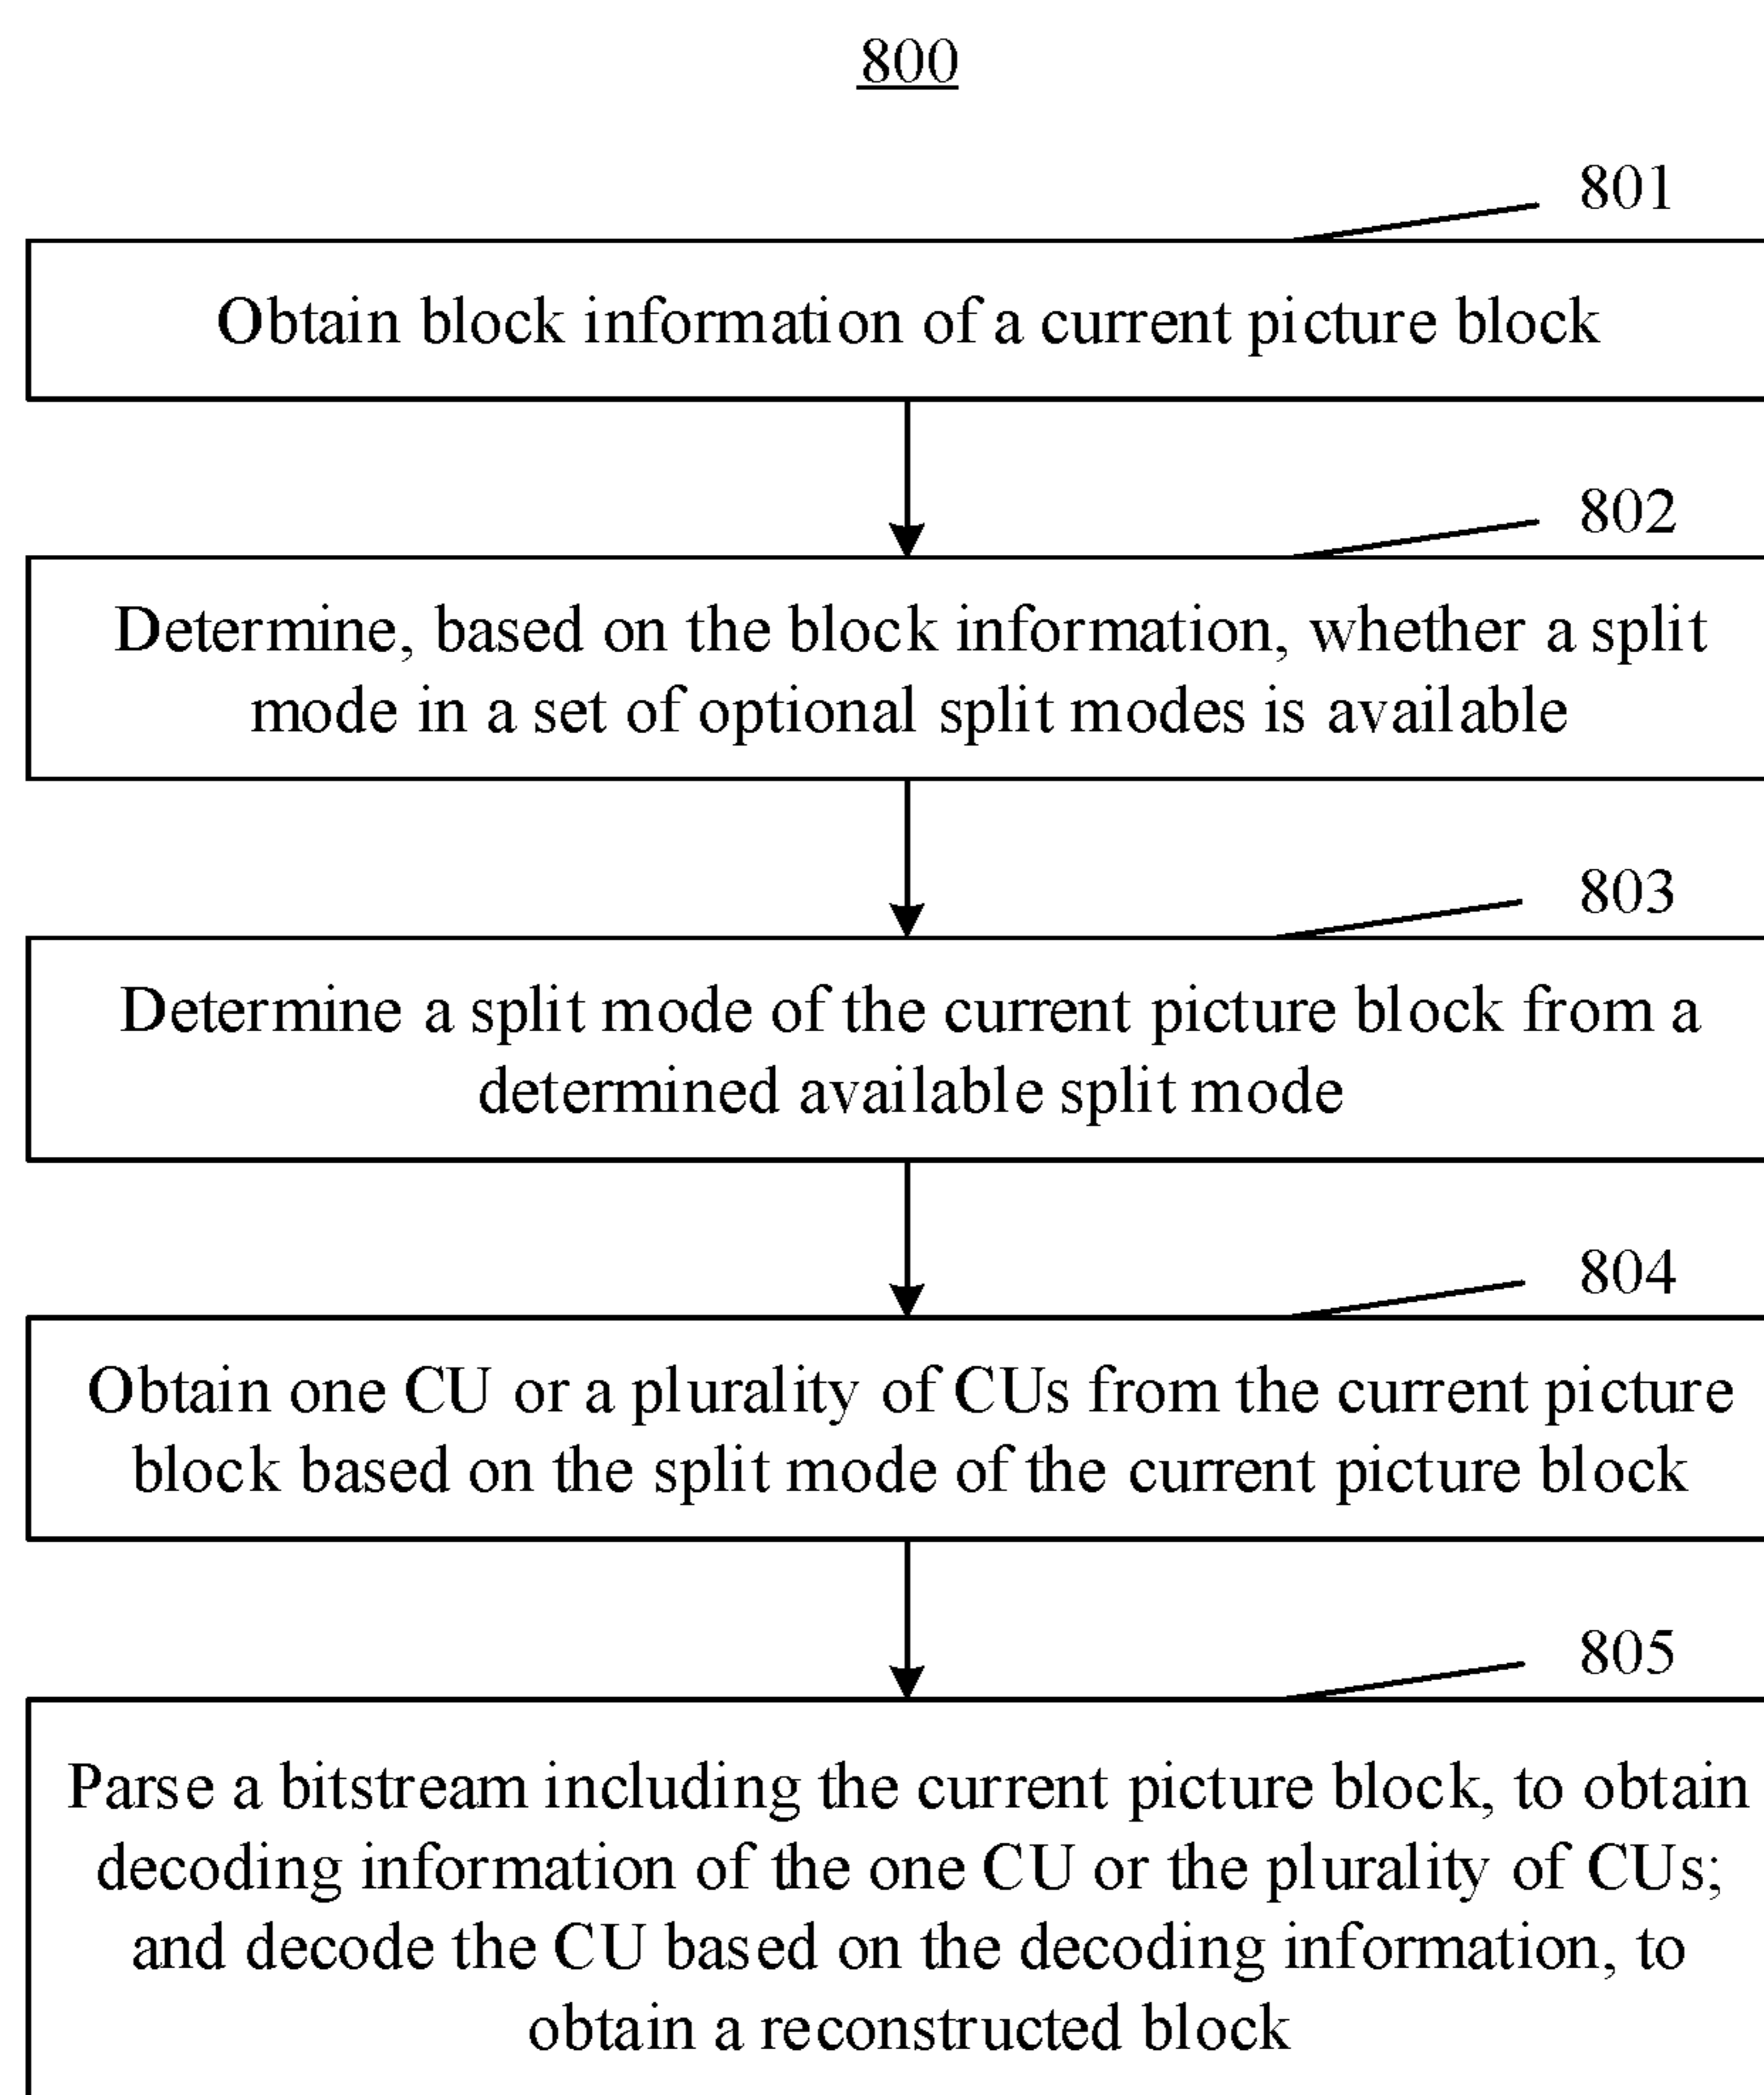 800
801
Obtain block information of a current picture block
802
Determine, based on the block information, whether a split
mode in a set of optional split modes is available
803
Determine a split mode of the current picture block from a
determined available split mode
804
Obtain one CU or a plurality of CUs from the current picture
block based on the split mode of the current picture block
805
Parse a bitstream including the current picture block, to obtain
decoding information of the one CU or the plurality of CUs;
and decode the CU based on the decoding information, to
obtain a reconstructed block